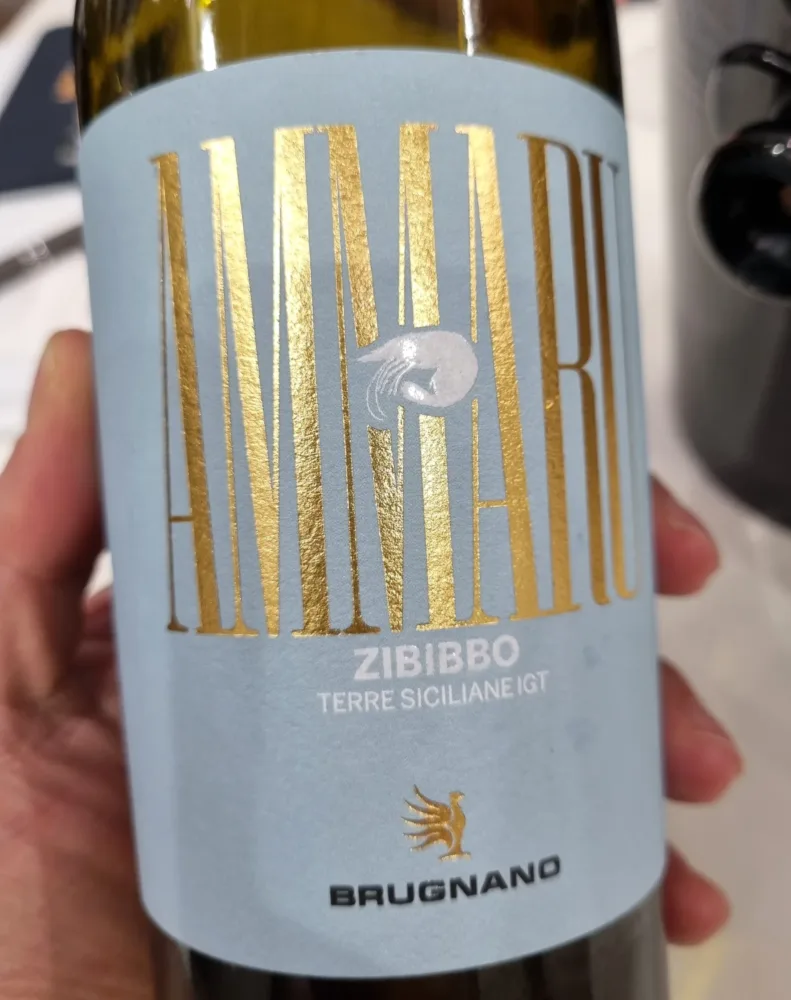 AMMARU
ZIBIBBO
TERRE SICILIANE IGT
BRUGNANO